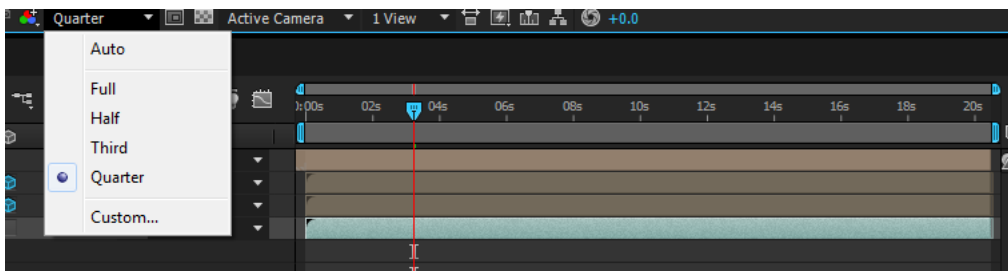 Quarter Active Camera 1 View +0.0
Auto
Full
Half
Third
Quarter
Custom...
:00s 02s 04s 06s 08s 10s 12s 14s 16s 18s 20s